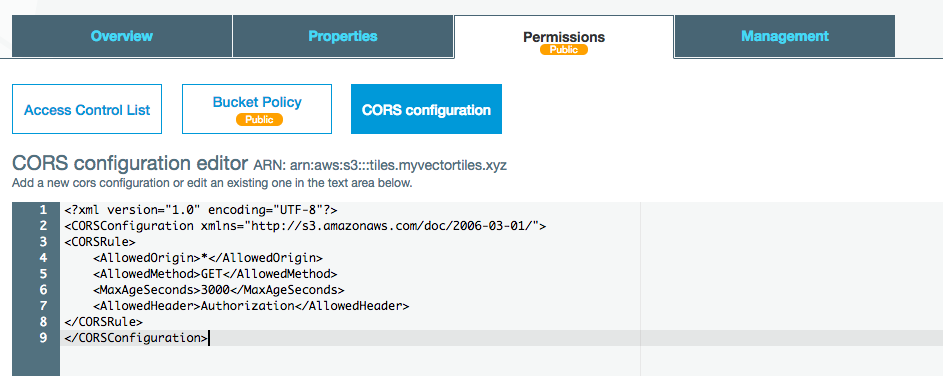 Overview Properties Permissions Management
Public
Access Control List Bucket Policy CORS configuration
Public
CORS configuration editor ARN: arn:aws:s3:::tiles.myvectortiles.xyz
Add a new cors configuration or edit an existing one in the text area below.
1 <?xml version="1.0" encoding="UTF-8"?>
2 <CORSConfiguration xmlns="http://s3.amazonaws.com/doc/2006-03-01/">
3 <CORSRule>
4     <AllowedOrigin>*</AllowedOrigin>
5     <AllowedMethod>GET</AllowedMethod>
6     <MaxAgeSeconds>3000</MaxAgeSeconds>
7     <AllowedHeader>Authorization</AllowedHeader>
8 </CORSRule>
9 </CORSConfiguration>